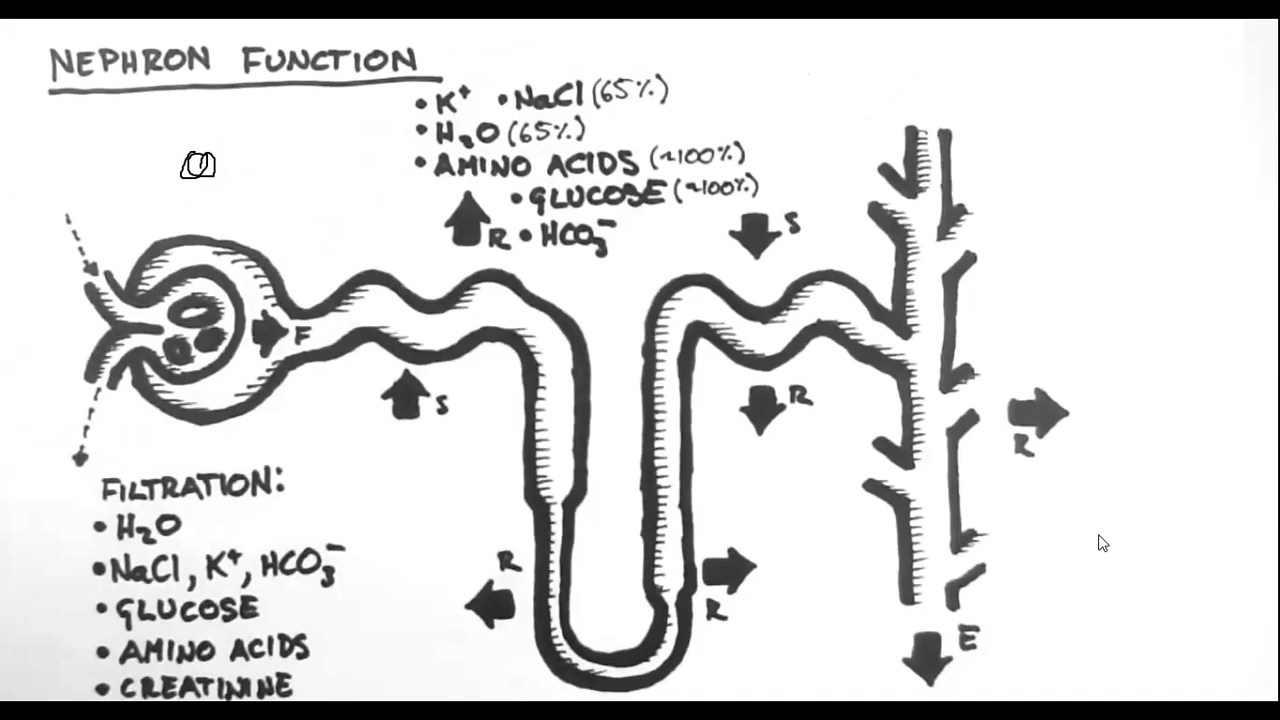 NEPHRON FUNCTION
• K⁺ • NaCl (65%)
• H₂O (65%)
• AMINO ACIDS (~100%)
• GLUCOSE (~100%)
R • HCO₃⁻
S
F
S
R
R
FILTRATION:
• H₂O
• NaCl, K⁺, HCO₃⁻
• GLUCOSE
• AMINO ACIDS
• CREATININE
R
R
E